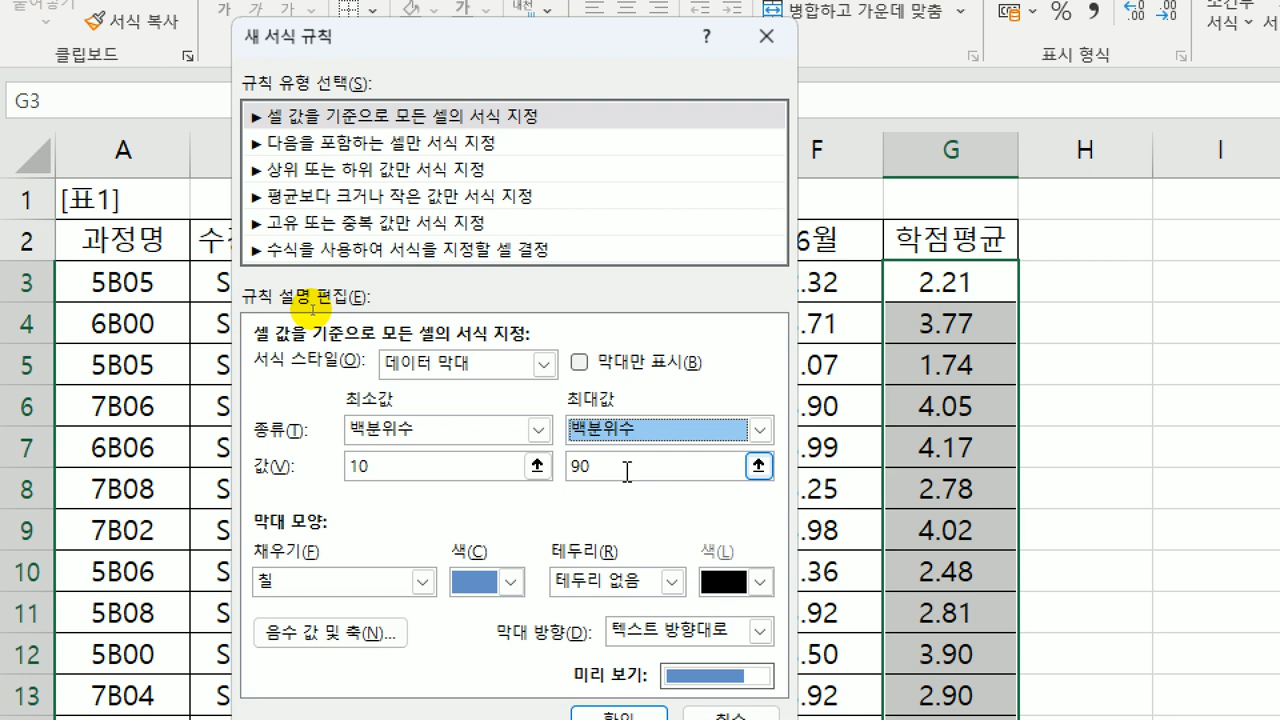 서식 복사
가 가 가
가
내천
병합하고 가운데 맞춤
% 9 .00 .00
서식
클립보드
표시 형식
새 서식 규칙 ?
G3
규칙 유형 선택(S):
► 셀 값을 기준으로 모든 셀의 서식 지정
► 다음을 포함하는 셀만 서식 지정
► 상위 또는 하위 값만 서식 지정
► 평균보다 크거나 작은 값만 서식 지정
► 고유 또는 중복 값만 서식 지정
► 수식을 사용하여 서식을 지정할 셀 결정
규칙 설명 편집(E):
셀 값을 기준으로 모든 셀의 서식 지정:
서식 스타일(O): 데이터 막대 막대만 표시(B)
최소값 최대값
종류(T): 백분위수 백분위수
값(V): 10 90
막대 모양:
채우기(F) 색(C) 테두리(R) 색(L)
칠 테두리 없음
음수 값 및 축(N)... 막대 방향(D): 텍스트 방향대로
미리 보기:
확인 취소
A F G H I
1 [표1]
2 과정명 6월 학점평균
3 5B05 S .32 2.21
4 6B00 S .71 3.77
5 5B05 S .07 1.74
6 7B06 S .90 4.05
7 6B06 S .99 4.17
8 7B08 S .25 2.78
9 7B02 S .98 4.02
10 5B06 S .36 2.48
11 5B08 S .92 2.81
12 5B00 S .50 3.90
13 7B04 S .92 2.90